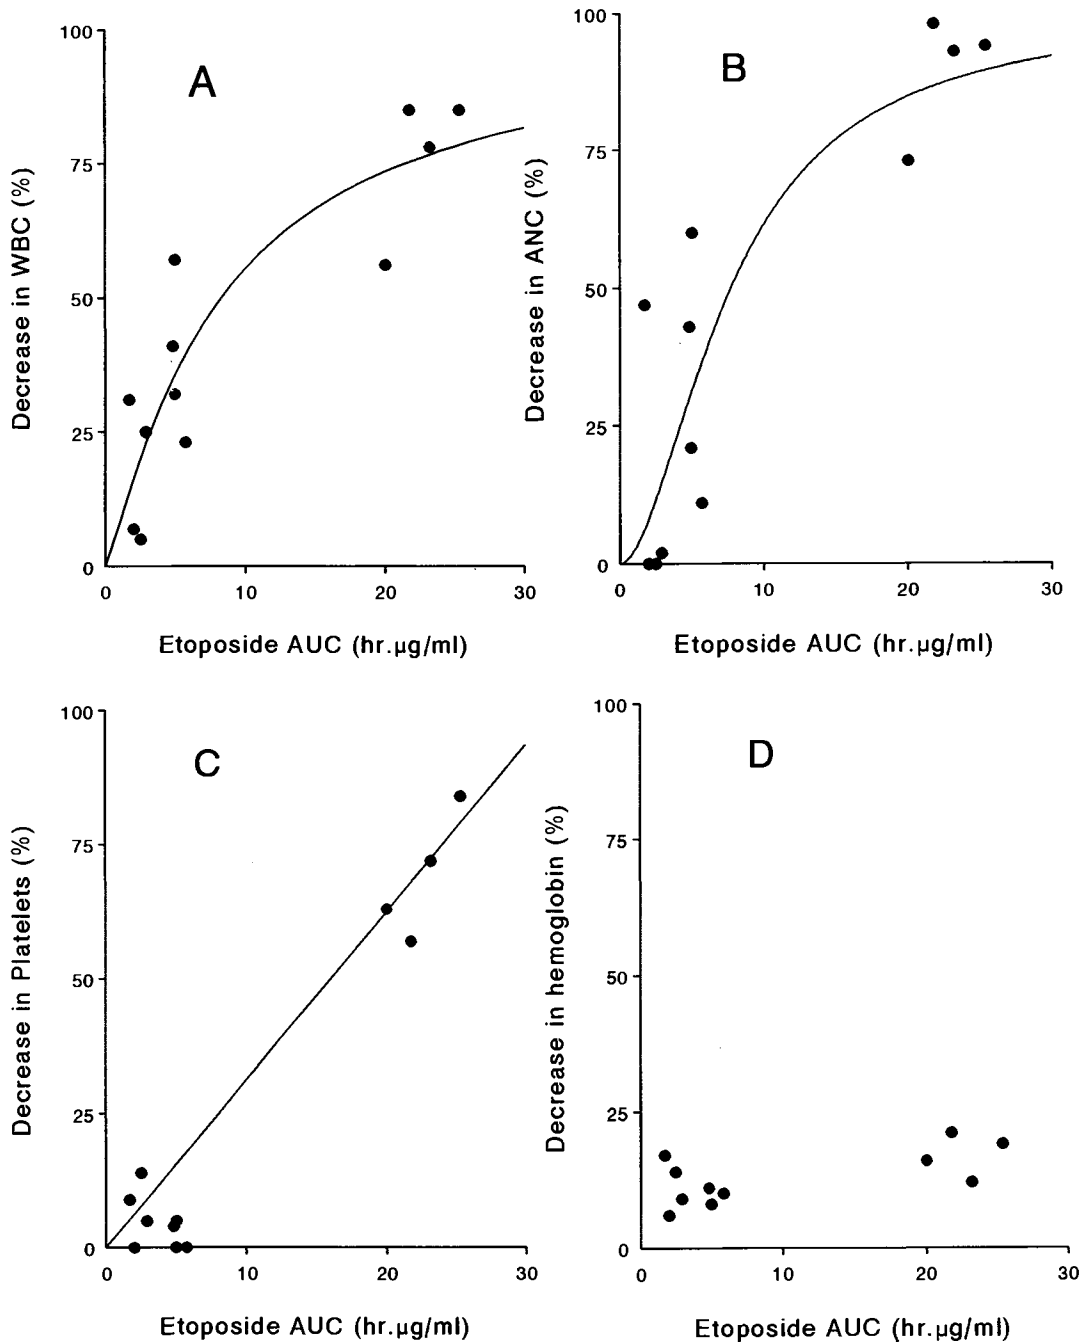 A
Decrease in WBC (%)
100
75
50
25
0
0 10 20 30
Etoposide AUC (hr.µg/ml)
B
Decrease in ANC (%)
100
75
50
25
0
0 10 20 30
Etoposide AUC (hr.µg/ml)
C
Decrease in Platelets (%)
100
75
50
25
0
0 10 20 30
Etoposide AUC (hr.µg/ml)
D
Decrease in hemoglobin (%)
100
75
50
25
0
0 10 20 30
Etoposide AUC (hr.µg/ml)